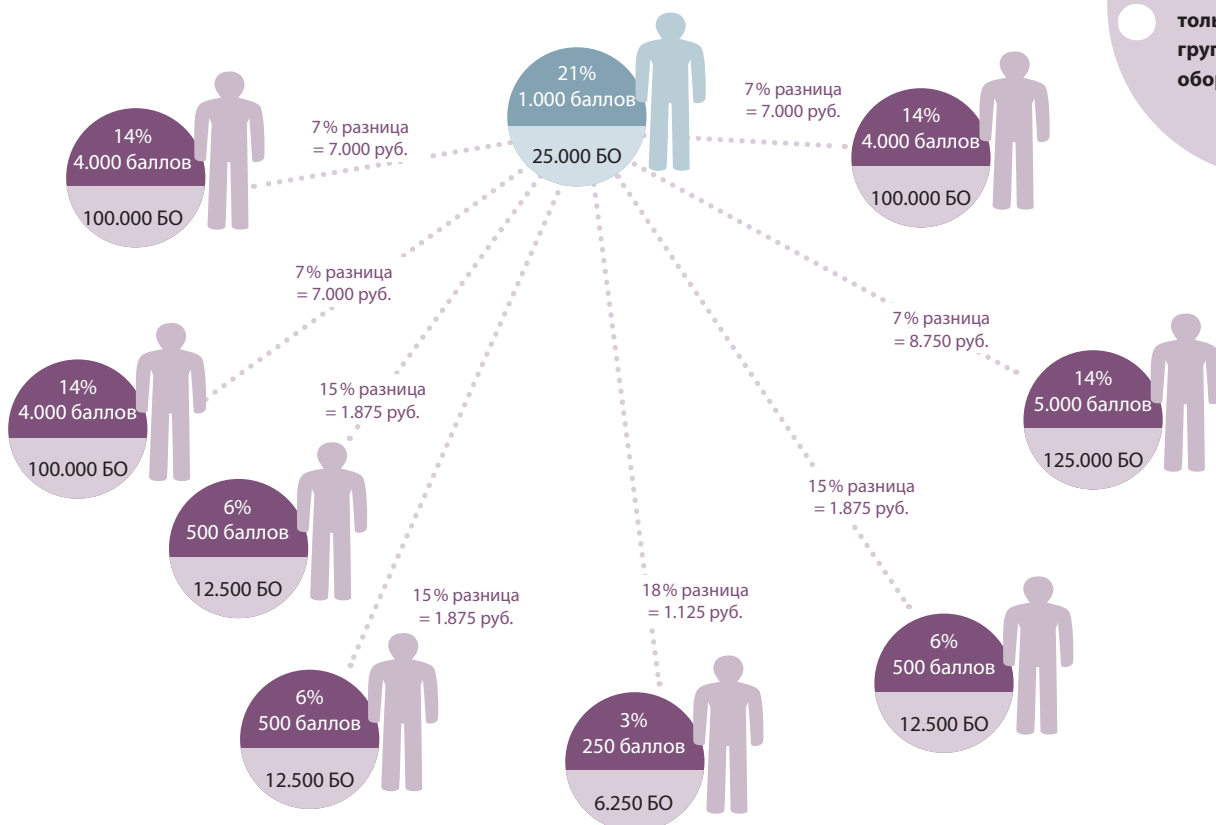 21%
1.000 баллов
25.000 БО
14%
4.000 баллов
100.000 БО
7% разница
= 7.000 руб.
7% разница
= 7.000 руб.
14%
4.000 баллов
100.000 БО
7% разница
= 7.000 руб.
14%
4.000 баллов
100.000 БО
7% разница
= 8.750 руб.
14%
5.000 баллов
125.000 БО
15% разница
= 1.875 руб.
6%
500 баллов
12.500 БО
15% разница
= 1.875 руб.
6%
500 баллов
12.500 БО
18% разница
= 1.125 руб.
3%
250 баллов
6.250 БО
15% разница
= 1.875 руб.
6%
500 баллов
12.500 БО